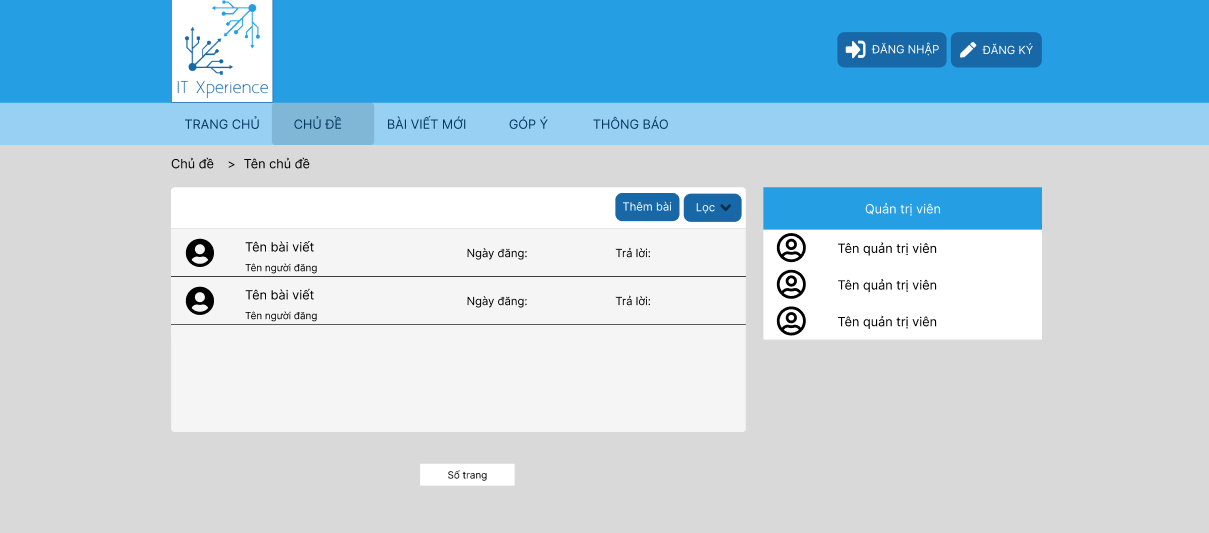 IT Xperience
ĐĂNG NHẬP ĐĂNG KÝ
TRANG CHỦ CHỦ ĐỀ BÀI VIẾT MỚI GÓP Ý THÔNG BÁO
Chủ đề > Tên chủ đề
Thêm bài Lọc
Tên bài viết Ngày đăng: Trả lời:
Tên người đăng
Tên bài viết Ngày đăng: Trả lời:
Tên người đăng
Quản trị viên
Tên quản trị viên
Tên quản trị viên
Tên quản trị viên
Số trang